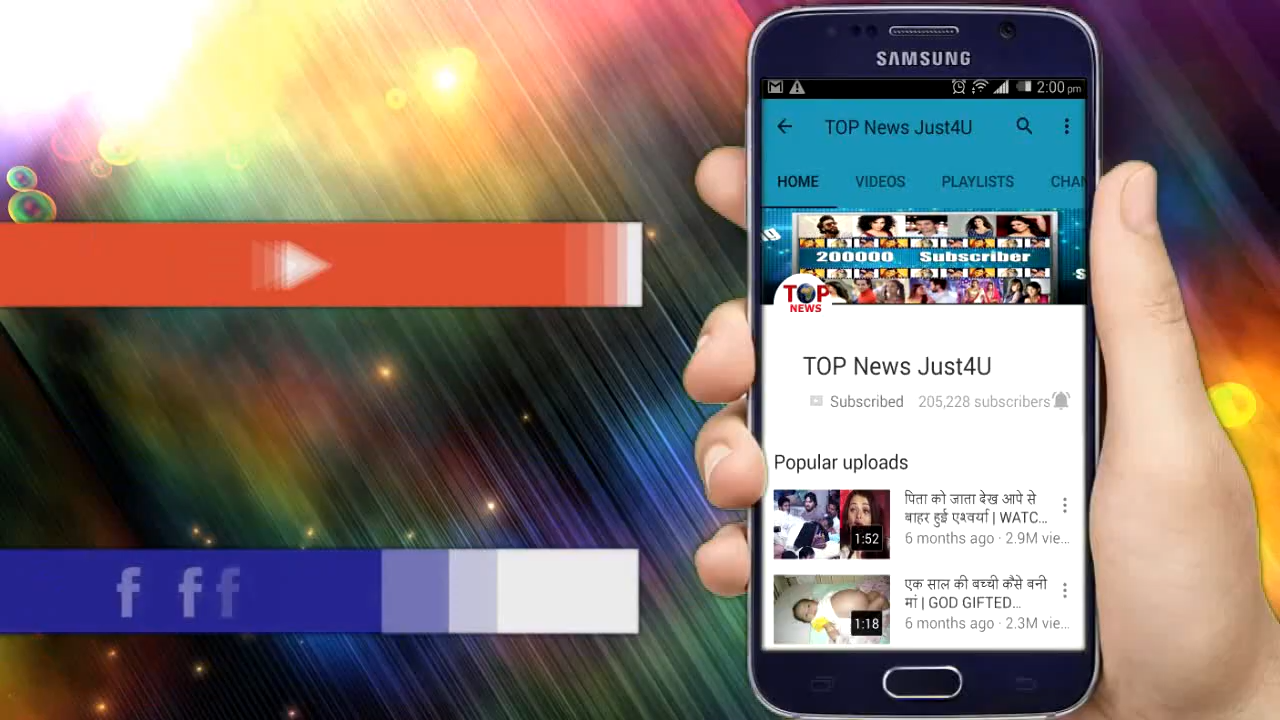 SAMSUNG
2:00 pm
TOP News Just4U
HOME VIDEOS PLAYLISTS CHAN
200000 Subscriber
TOP
NEWS
TOP News Just4U
Subscribed 205,228 subscribers
Popular uploads
पिता को जाता देख आपे से
बाहर हुई एश्वर्या | WATC...
6 months ago · 2.9M vie...
1:52
एक साल की बच्ची कैसे बनी
मां | GOD GIFTED...
6 months ago · 2.3M vie...
1:18
f f f